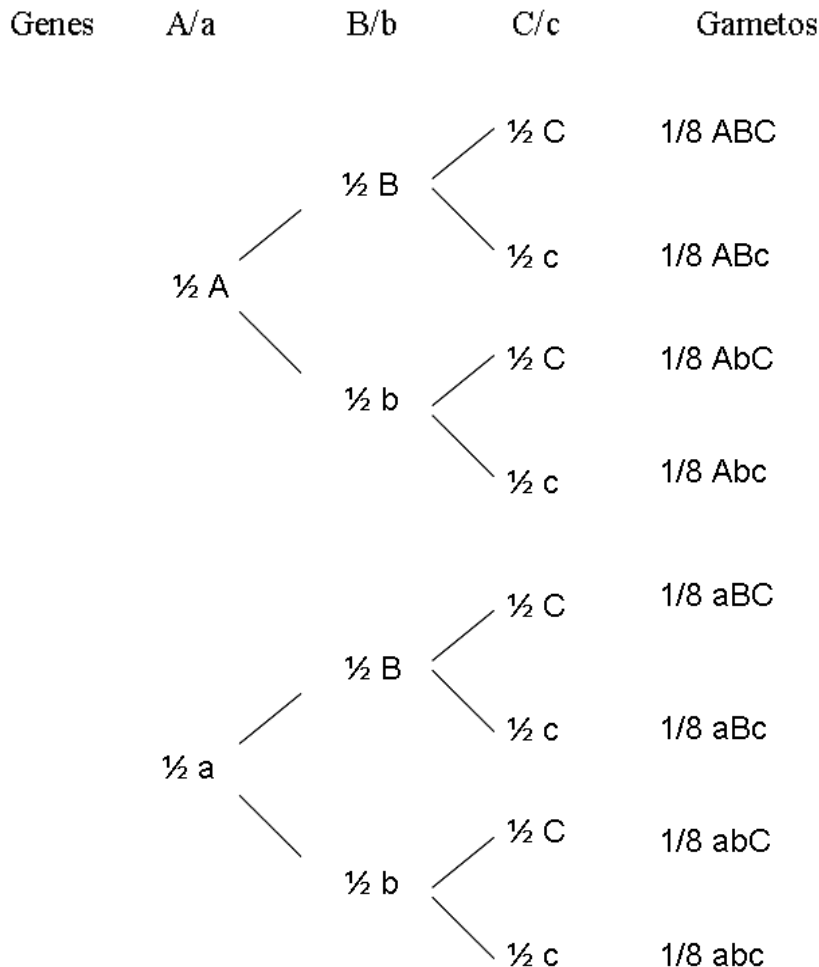 Genes A/a B/b C/c Gametos
½ C 1/8 ABC
½ B
½ c 1/8 ABc
½ A
½ C 1/8 AbC
½ b
½ c 1/8 Abc
½ C 1/8 aBC
½ B
½ c 1/8 aBc
½ a
½ C 1/8 abC
½ b
½ c 1/8 abc